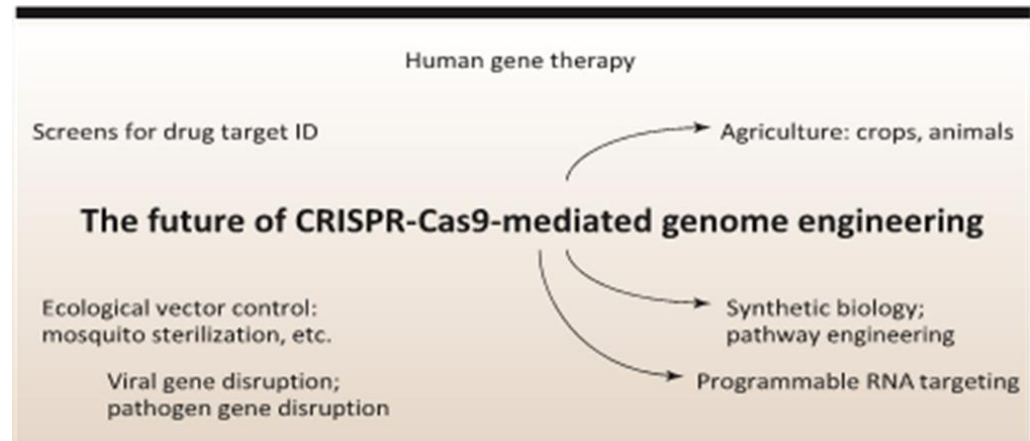 Human gene therapy
Screens for drug target ID
Agriculture: crops, animals
The future of CRISPR-Cas9-mediated genome engineering
Ecological vector control:
mosquito sterilization, etc.
Synthetic biology;
pathway engineering
Viral gene disruption;
pathogen gene disruption
Programmable RNA targeting